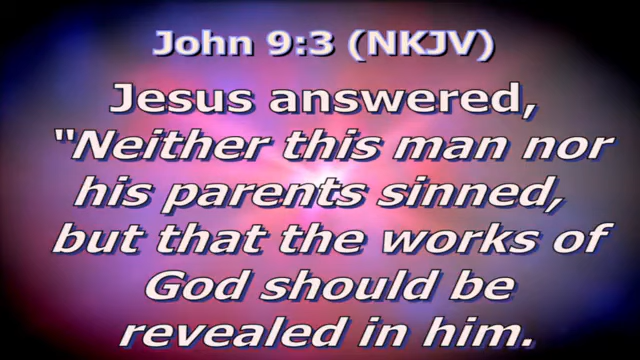 John 9:3 (NKJV)
Jesus answered,
“Neither this man nor
his parents sinned,
but that the works of
God should be
revealed in him.